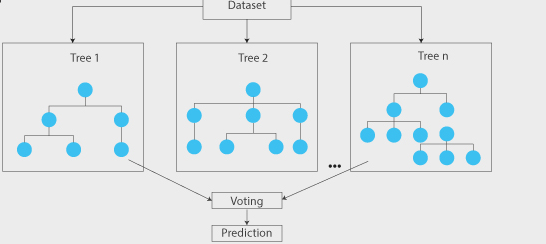 Dataset
Tree 1
Tree 2
Tree n
...
Voting
Prediction